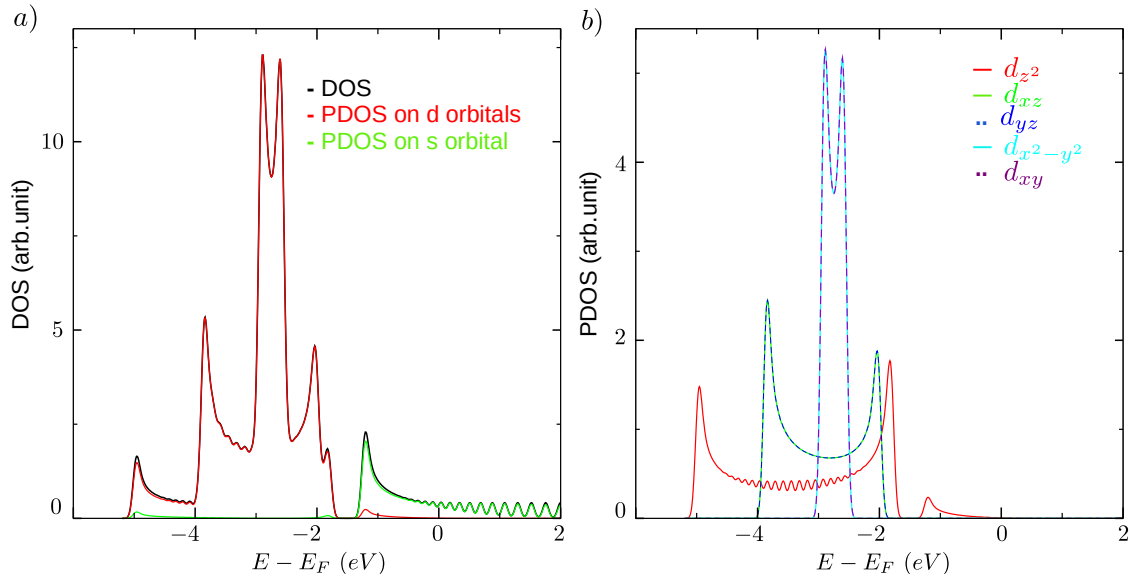 a)
DOS (arb.unit)
10
5
0
−4
−2
0
2
E − E_F (eV)
DOS
PDOS on d orbitals
PDOS on s orbital
b)
PDOS (arb.unit)
4
2
0
−4
−2
0
2
E − E_F (eV)
d_{z^2}
d_{xz}
d_{yz}
d_{x^2−y^2}
d_{xy}